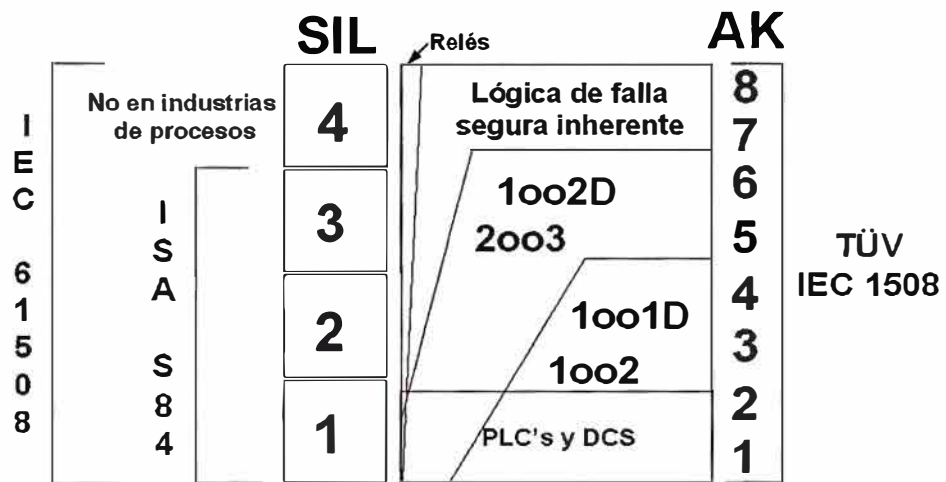 SIL
Relés
AK
IEC 61508
No en industrias
de procesos
ISA S84
4
3
2
1
Lógica de falla
segura inherente
1oo2D
2oo3
1oo1D
1oo2
PLC's y DCS
8
7
6
5
4
3
2
1
TÜV
IEC 1508